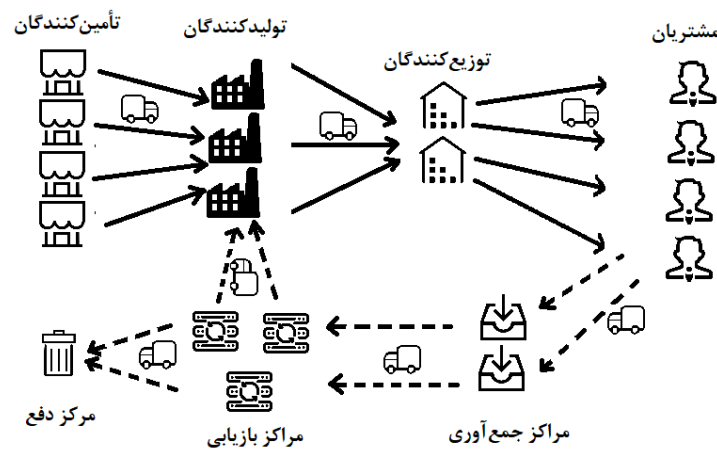 تأمین‌کنندگان
تولیدکنندگان
توزیع‌کنندگان
مشتریان
مرکز دفع
مراکز بازیابی
مراکز جمع‌آوری